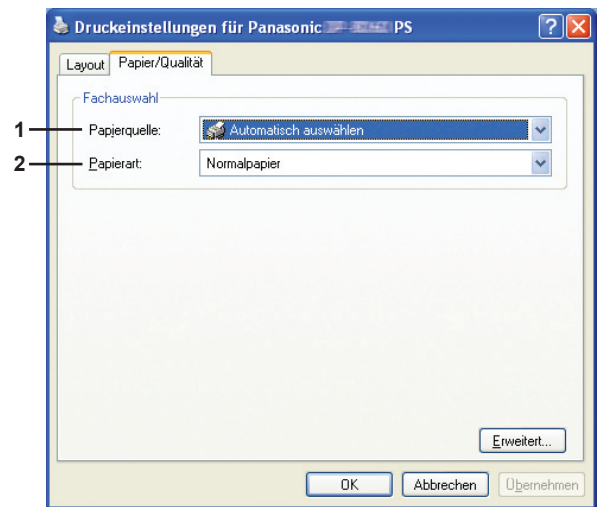 Druckeinstellungen für Panasonic PS
Layout
Papier/Qualität
Fachauswahl
1 Papierquelle: Automatisch auswählen
2 Papierart: Normalpapier
Erweitert...
OK Abbrechen Übernehmen